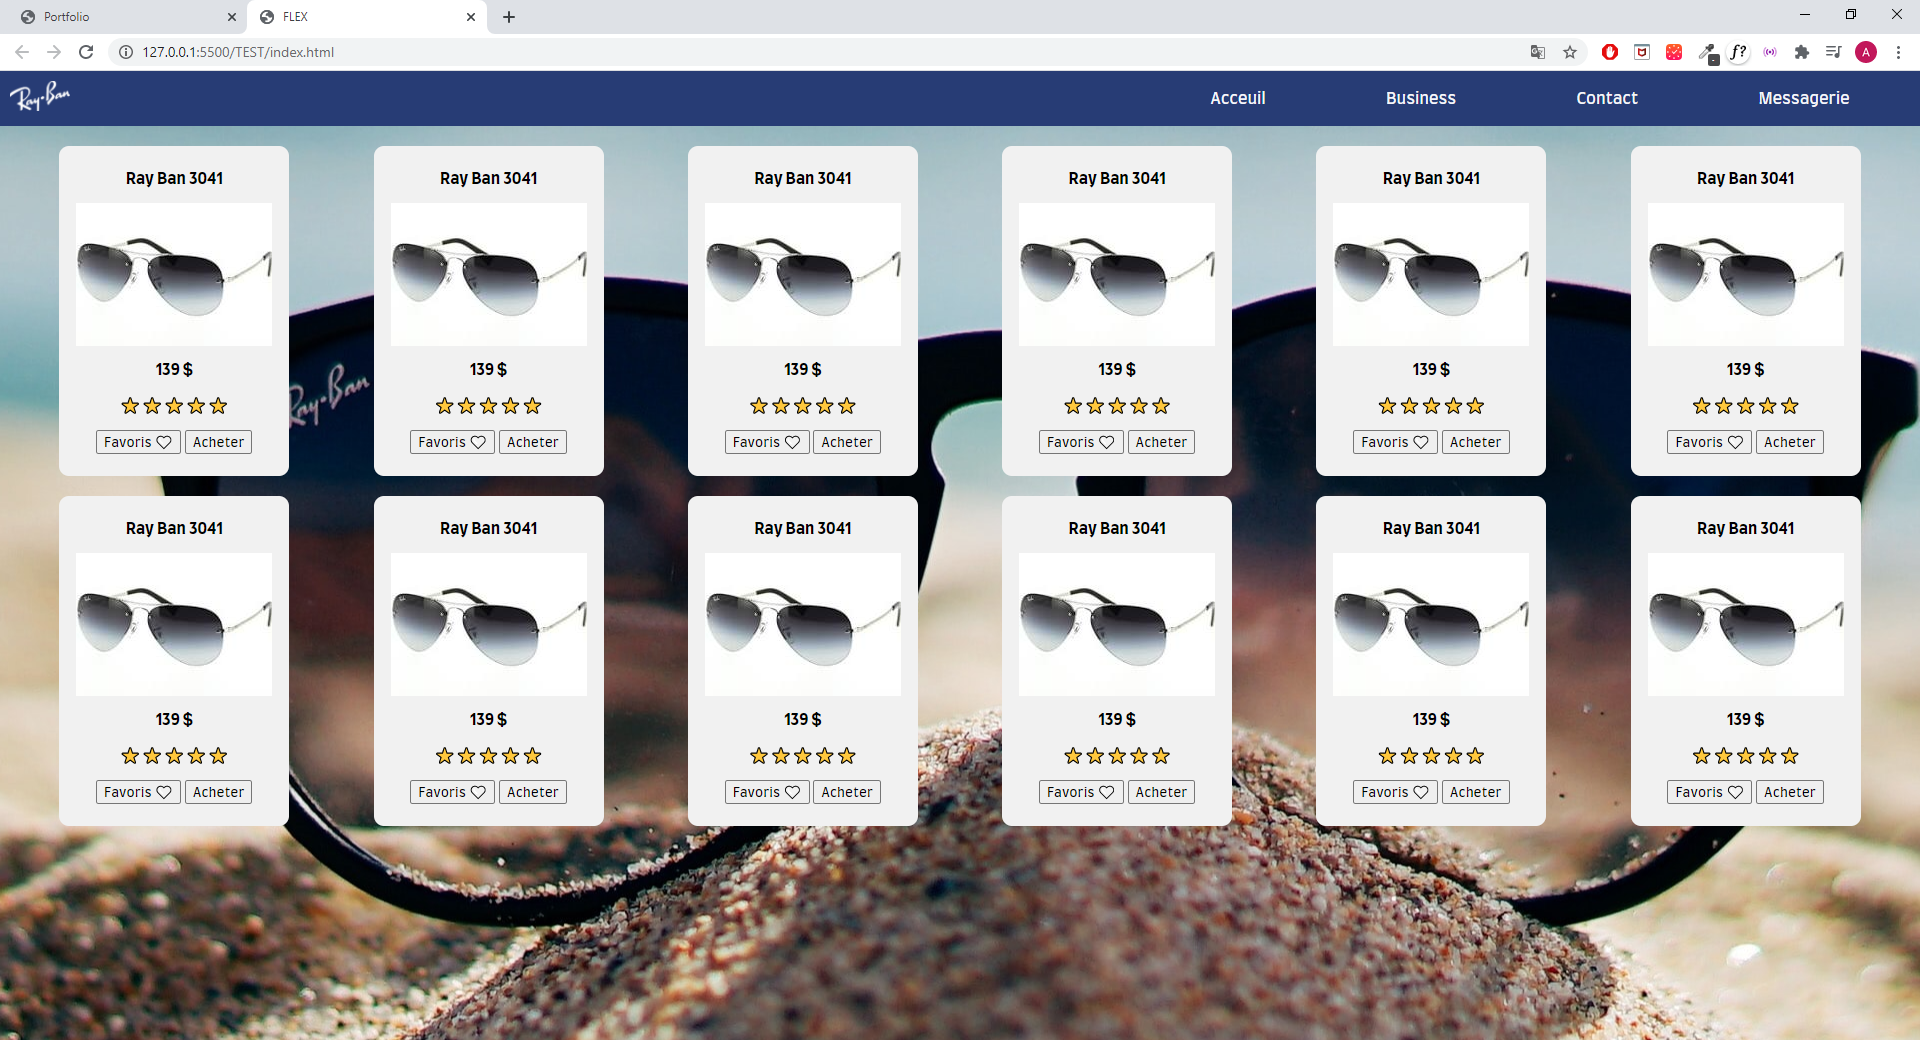 Portfolio
FLEX
127.0.0.1:5500/TEST/index.html
f?
A
Ray-Ban
Acceuil Business Contact Messagerie
Ray Ban 3041 Ray Ban 3041 Ray Ban 3041 Ray Ban 3041 Ray Ban 3041 Ray Ban 3041
139 $ 139 $ 139 $ 139 $ 139 $ 139 $
Ray-Ban
Favoris Acheter Favoris Acheter Favoris Acheter Favoris Acheter Favoris Acheter Favoris Acheter
Ray Ban 3041 Ray Ban 3041 Ray Ban 3041 Ray Ban 3041 Ray Ban 3041 Ray Ban 3041
139 $ 139 $ 139 $ 139 $ 139 $ 139 $
Favoris Acheter Favoris Acheter Favoris Acheter Favoris Acheter Favoris Acheter Favoris Acheter